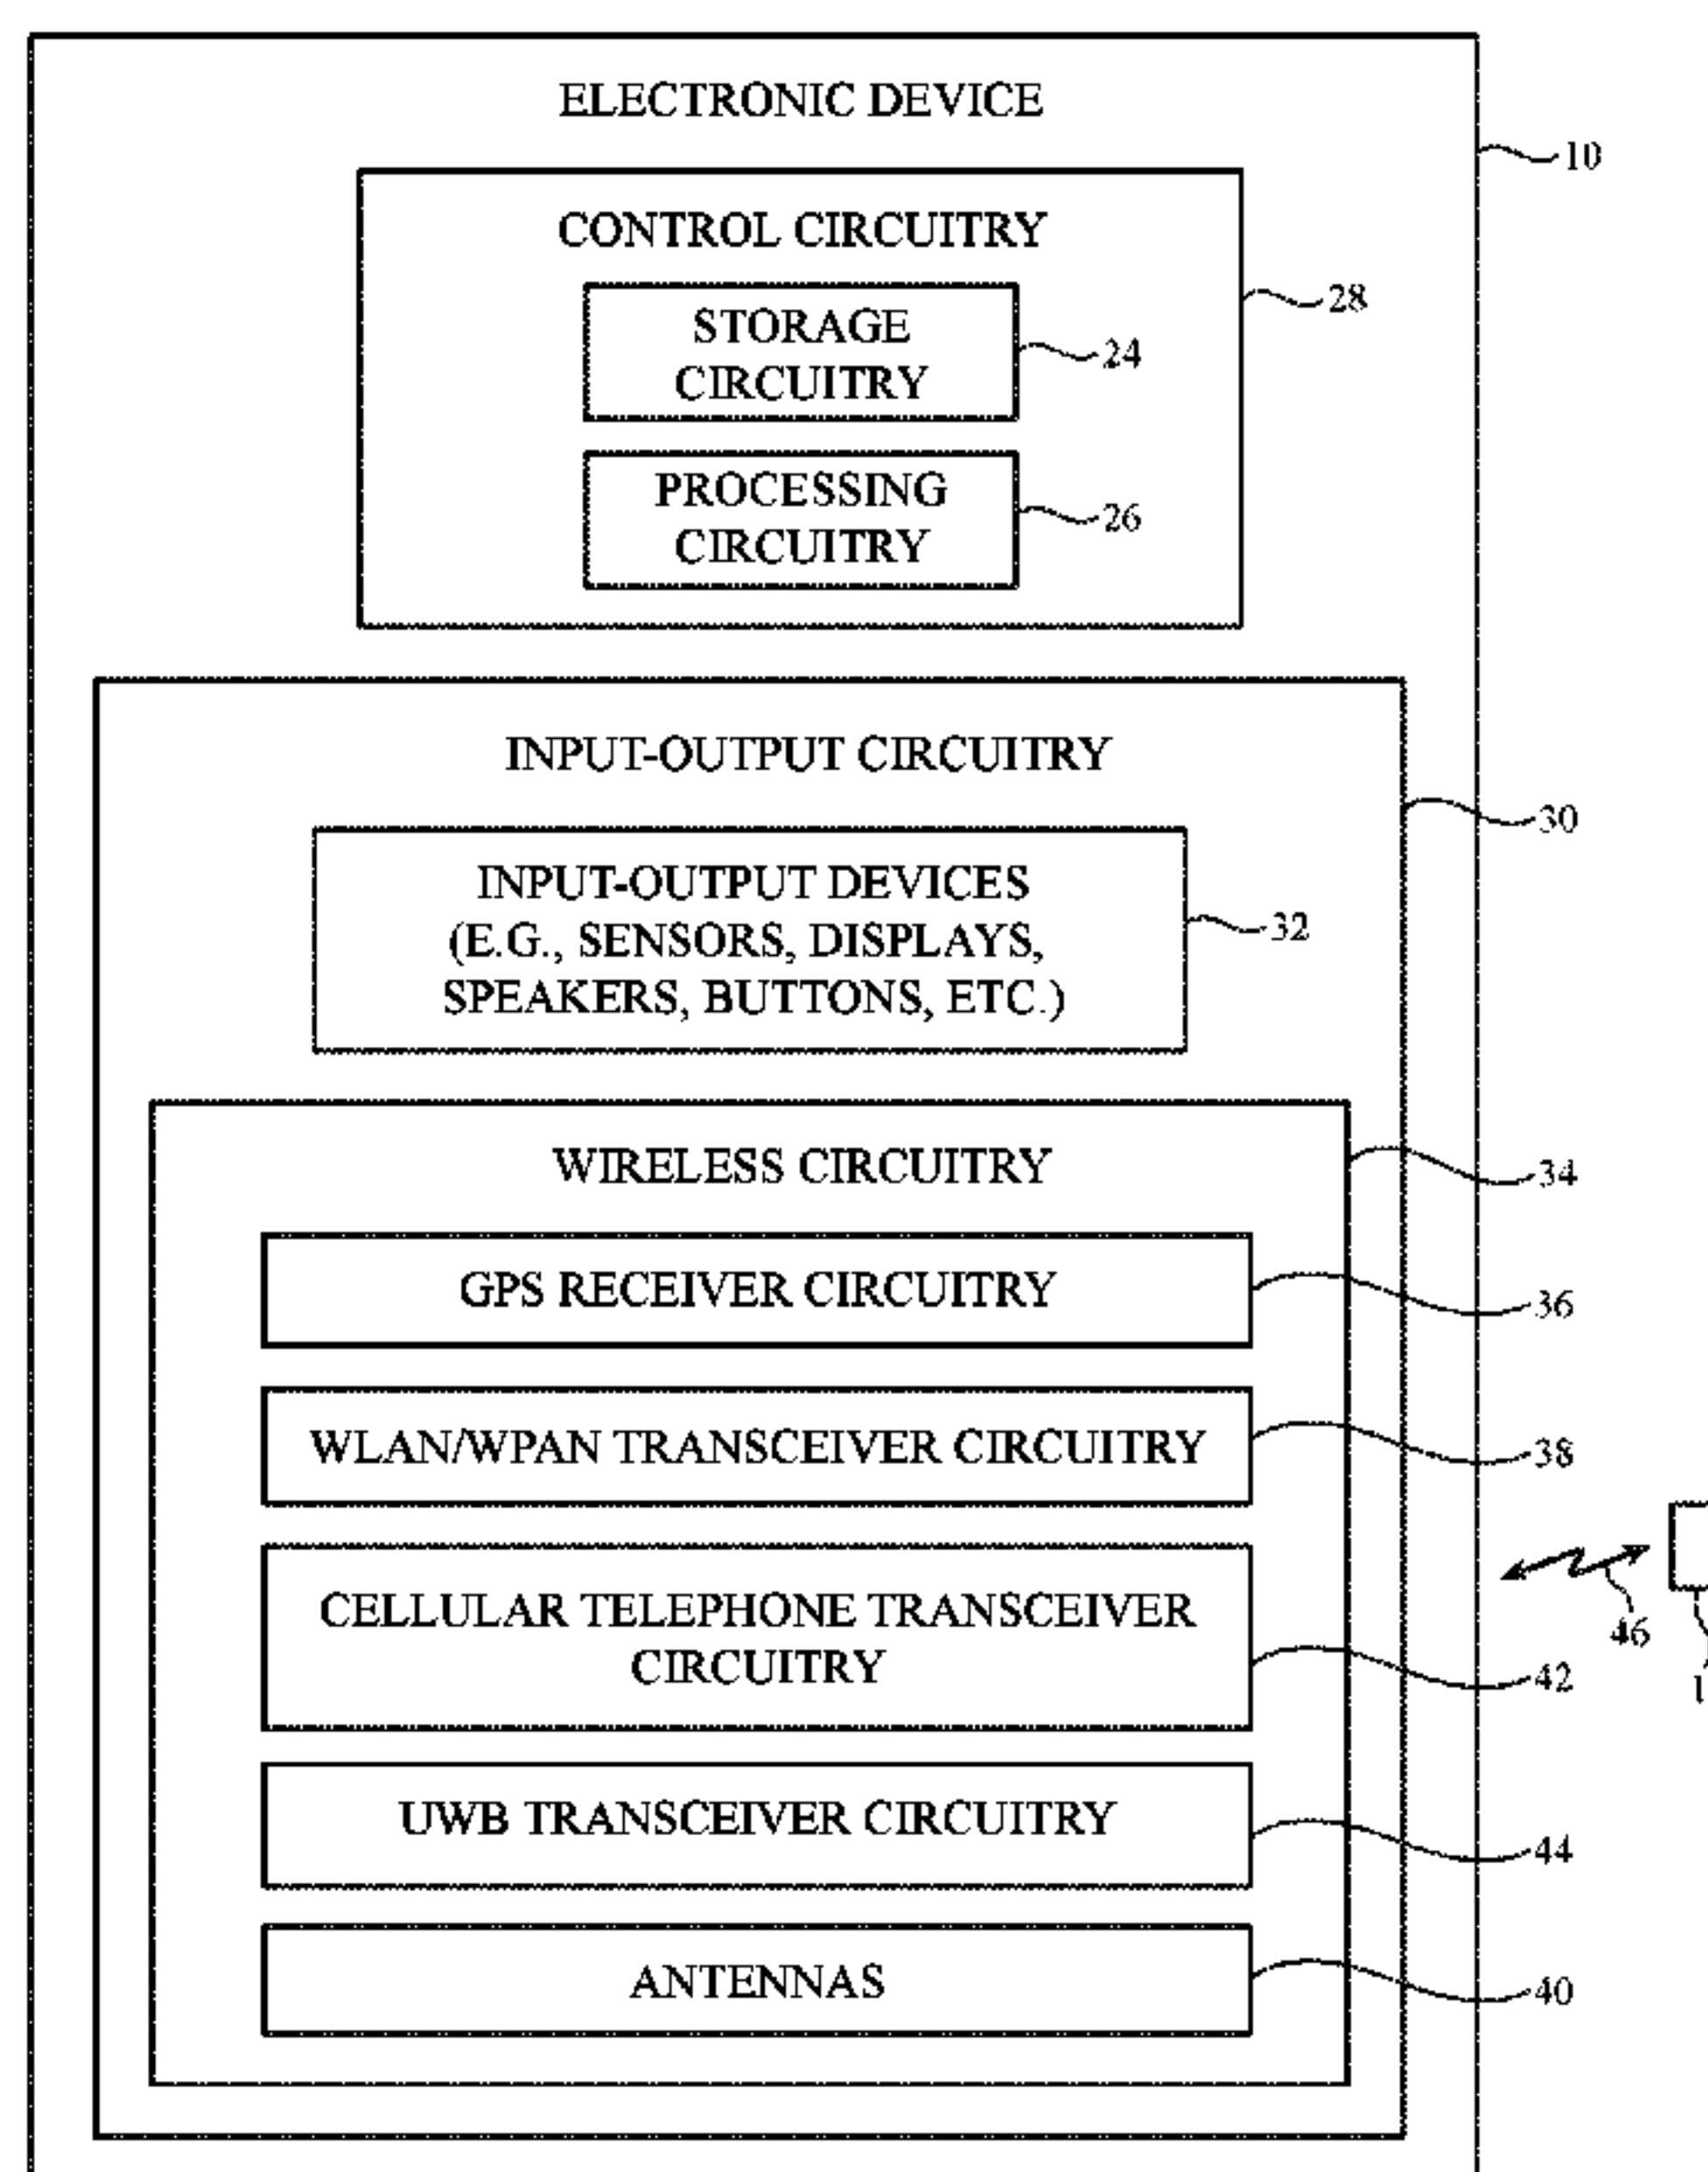 ELECTRONIC DEVICE
10
CONTROL CIRCUITRY
28
STORAGE
CIRCUITRY
24
PROCESSING
CIRCUITRY
26
INPUT-OUTPUT CIRCUITRY
30
INPUT-OUTPUT DEVICES
(E.G., SENSORS, DISPLAYS,
SPEAKERS, BUTTONS, ETC.)
32
WIRELESS CIRCUITRY
34
GPS RECEIVER CIRCUITRY
36
WLAN/WPAN TRANSCEIVER CIRCUITRY
38
46
CELLULAR TELEPHONE TRANSCEIVER
CIRCUITRY
42
UWB TRANSCEIVER CIRCUITRY
44
ANTENNAS
40